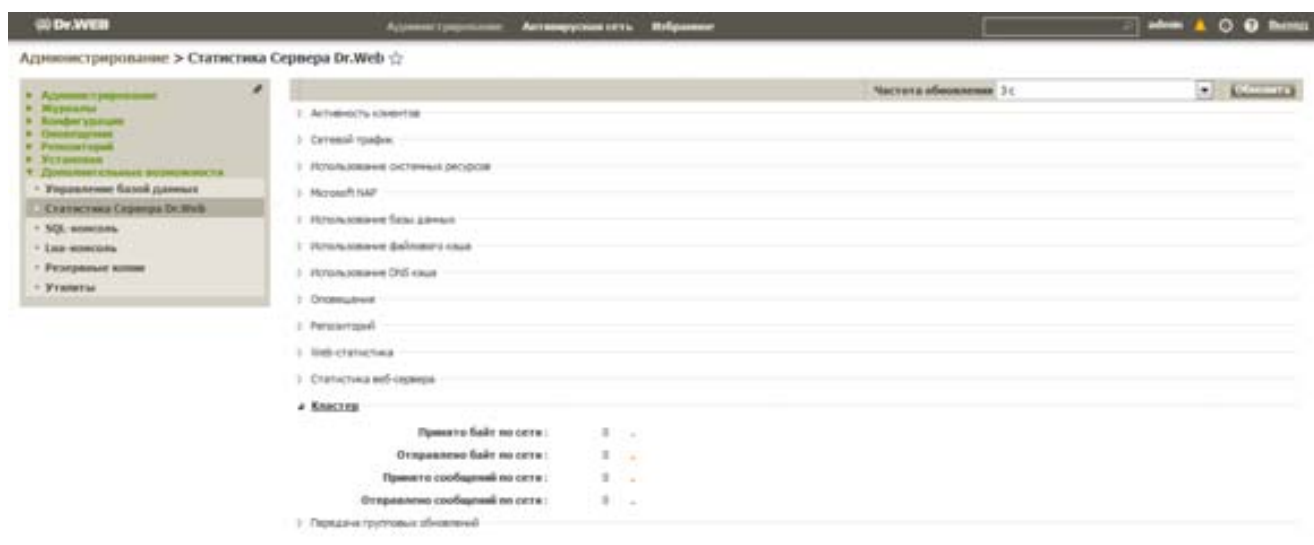 Dr.WEB
Администрирование Антивирусная сеть Избранное
admin Выход
Администрирование > Статистика Сервера Dr.Web
Частота обновления 3 с Обновить
Администрирование
Журналы
Конфигурация
Оповещения
Репозиторий
Установки
Дополнительные возможности
Управление базой данных
Статистика Сервера Dr.Web
SQL-консоль
Lua-консоль
Резервные копии
Утилиты
Активность клиентов
Сетевой трафик
Использование системных ресурсов
Microsoft NAP
Использование базы данных
Использование файлового кэша
Использование DNS кэша
Оповещения
Репозиторий
Web-статистика
Статистика веб-сервера
Кластер
Принято байт по сети: 0
Отправлено байт по сети: 0
Принято сообщений по сети: 0
Отправлено сообщений по сети: 0
Передача групповых обновлений